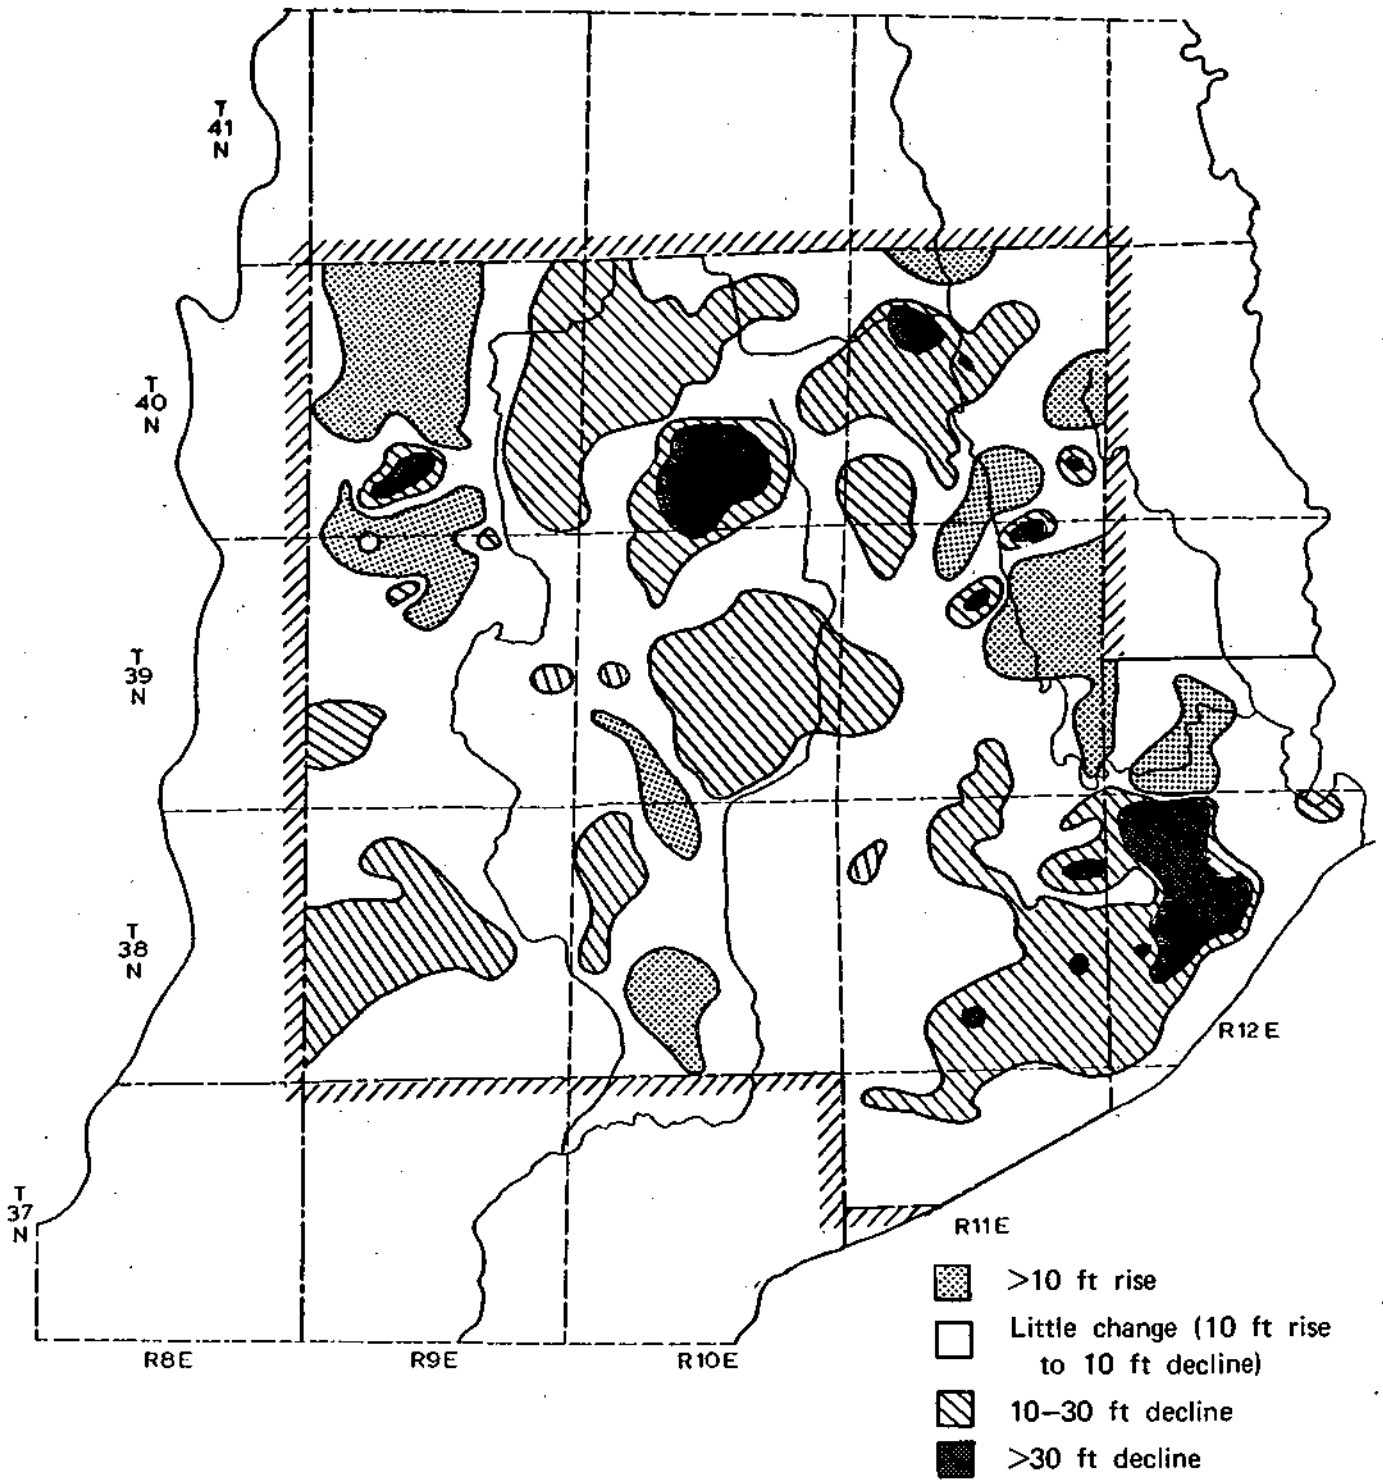 T
41
N
T
40
N
T
39
N
T
38
N
R12E
T
37
N
R11E
R8E
R9E
R10E
>10 ft rise
Little change (10 ft rise
to 10 ft decline)
10–30 ft decline
>30 ft decline